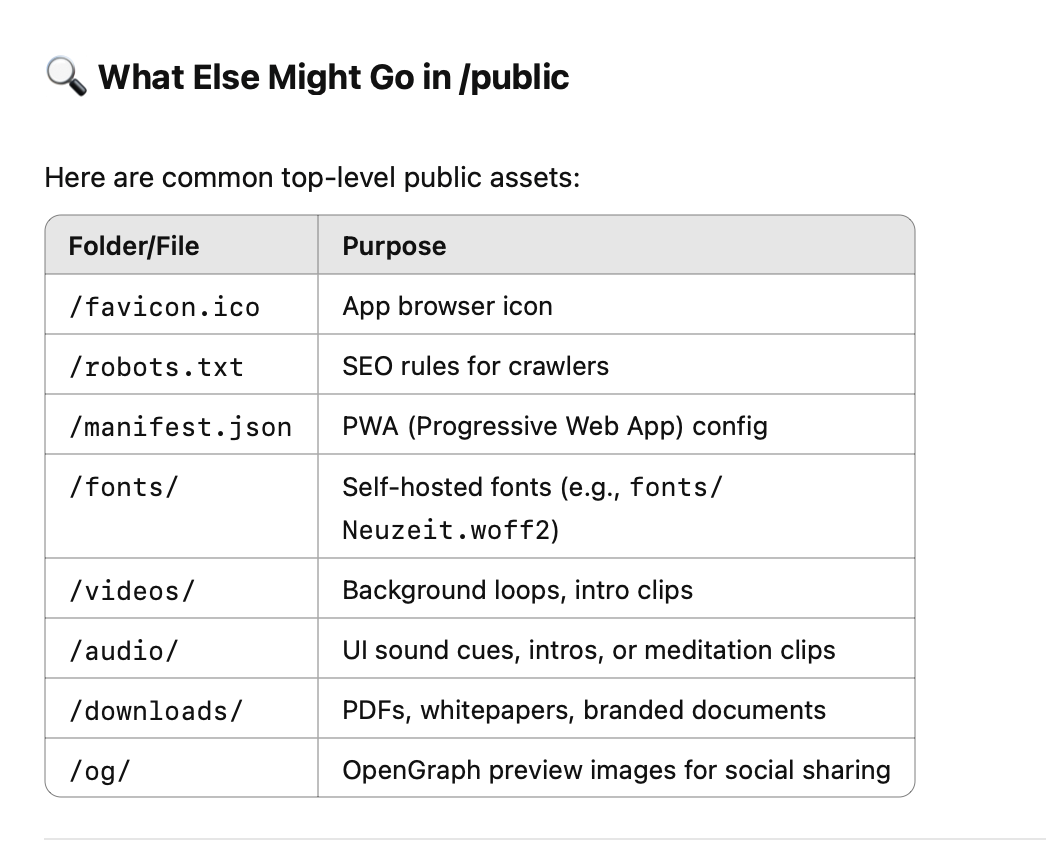 What Else Might Go in /public
Here are common top-level public assets:
Folder/File Purpose
/favicon.ico App browser icon
/robots.txt SEO rules for crawlers
/manifest.json PWA (Progressive Web App) config
/fonts/ Self-hosted fonts (e.g., fonts/
Neuzeit.woff2)
/videos/ Background loops, intro clips
/audio/ UI sound cues, intros, or meditation clips
/downloads/ PDFs, whitepapers, branded documents
/og/ OpenGraph preview images for social sharing